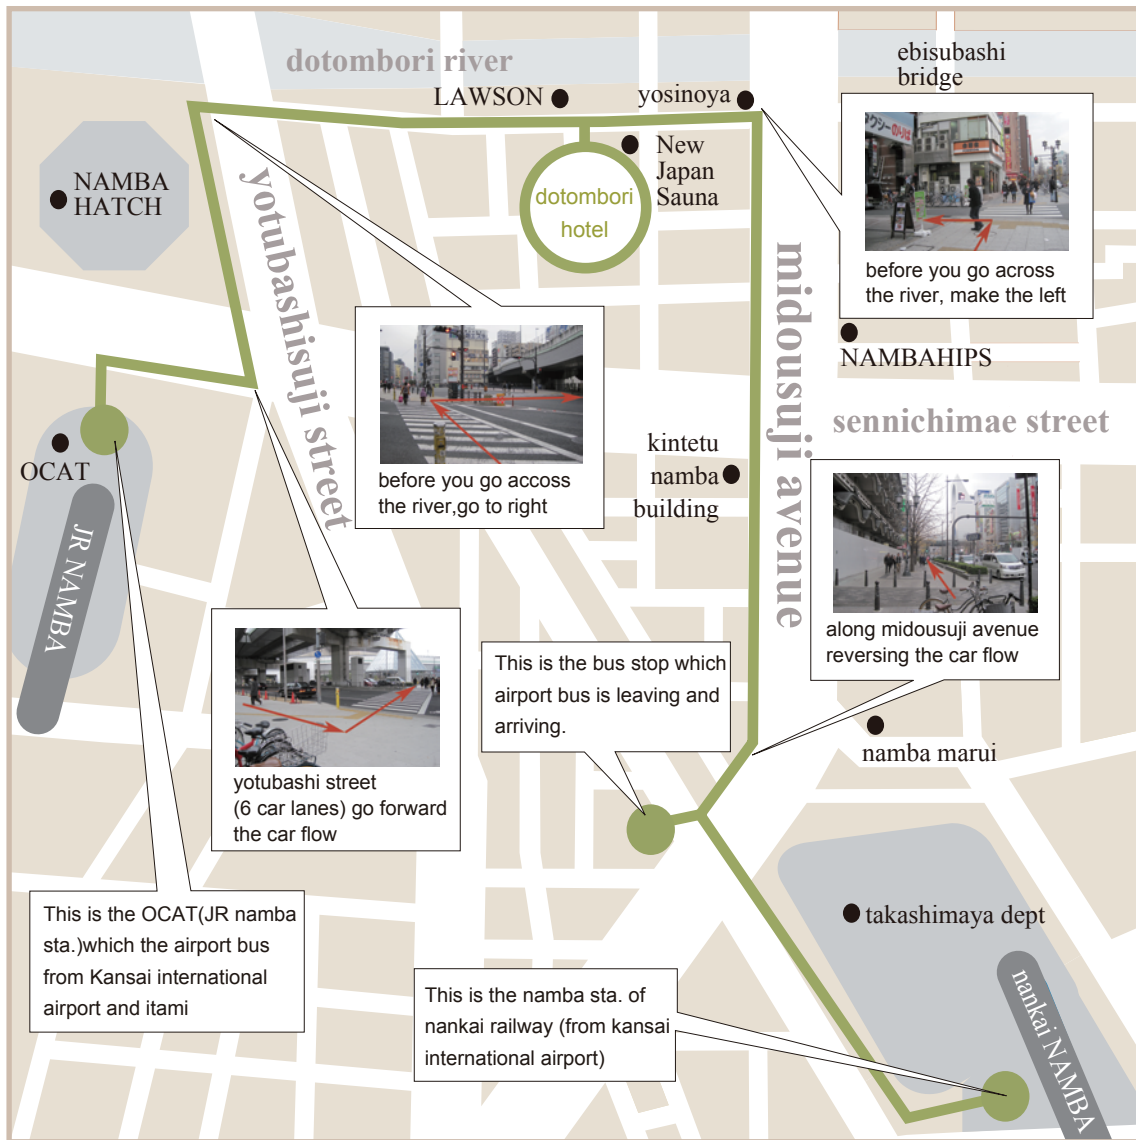 dotombori river
ebisubashi
bridge
LAWSON
yosinoya
NAMBA
HATCH
New
Japan
Sauna
dotombori
hotel
yotubashisuji street
midousuji avenue
before you go across
the river, make the left
NAMBAHIPS
sennichimae street
before you go accoss
the river,go to right
kintetu
namba
building
OCAT
JR NAMBA
along midousuji avenue
reversing the car flow
yotubashi street
(6 car lanes) go forward
the car flow
This is the bus stop which
airport bus is leaving and
arriving.
namba marui
This is the OCAT(JR namba
sta.)which the airport bus
from Kansai international
airport and itami
takashimaya dept
This is the namba sta. of
nankai railway (from kansai
international airport)
nankai NAMBA